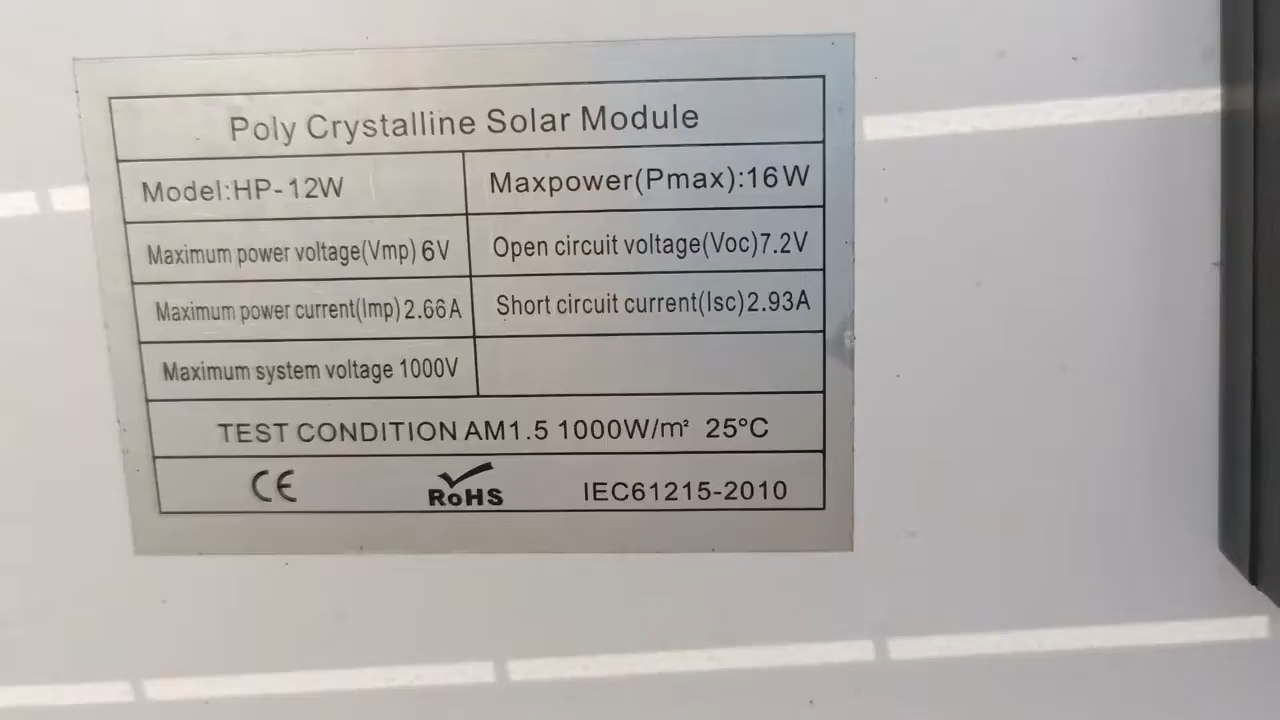 Poly Crystalline Solar Module
Model:HP-12W
Maxpower(Pmax):16W
Maximum power voltage(Vmp) 6V
Open circuit voltage(Voc)7.2V
Maximum power current(Imp)2.66A
Short circuit current(Isc)2.93A
Maximum system voltage 1000V
TEST CONDITION AM1.5 1000W/m² 25°C
CE
RoHS
IEC61215-2010